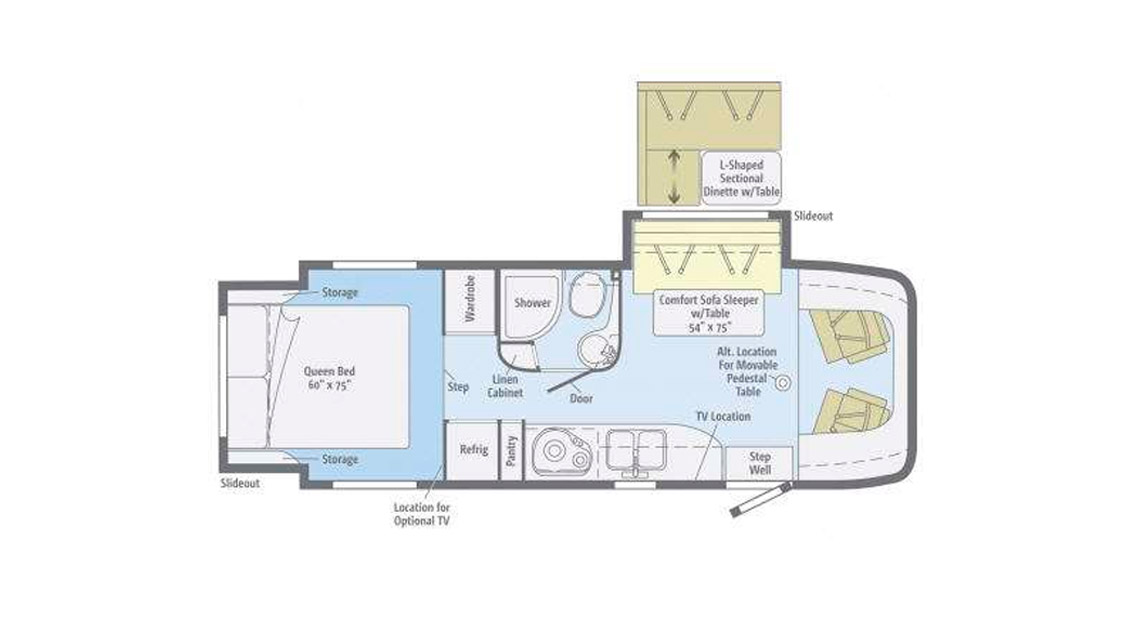 L-Shaped
Sectional
Dinette w/Table
Slideout
Storage
Wardrobe
Shower
Comfort Sofa Sleeper
w/Table
54" x 75"
Queen Bed
60" x 75"
Step
Linen
Cabinet
Door
Alt. Location
For Movable
Pedestal
Table
TV Location
Storage
Refrig
Pantry
Step
Well
Slideout
Location for
Optional TV